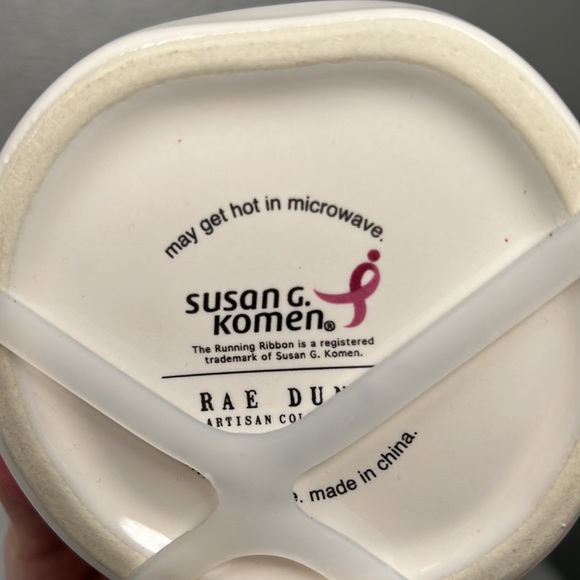 may get hot in microwave.
susan G.
Komen®
The Running Ribbon is a registered
trademark of Susan G. Komen.
RAE DUN
ARTISAN COL
e. made in china.